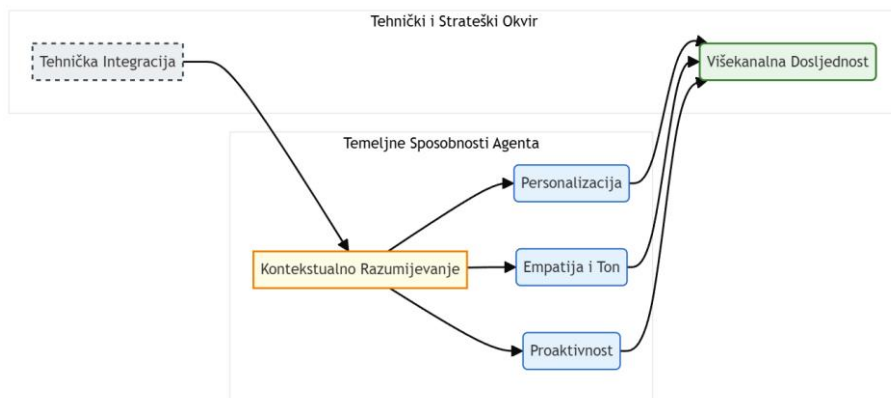 Tehnički i Strateški Okvir
Tehnička Integracija
Višekanalna Dosljednost
Temeljne Sposobnosti Agenta
Personalizacija
Kontekstualno Razumijevanje
Empatija i Ton
Proaktivnost